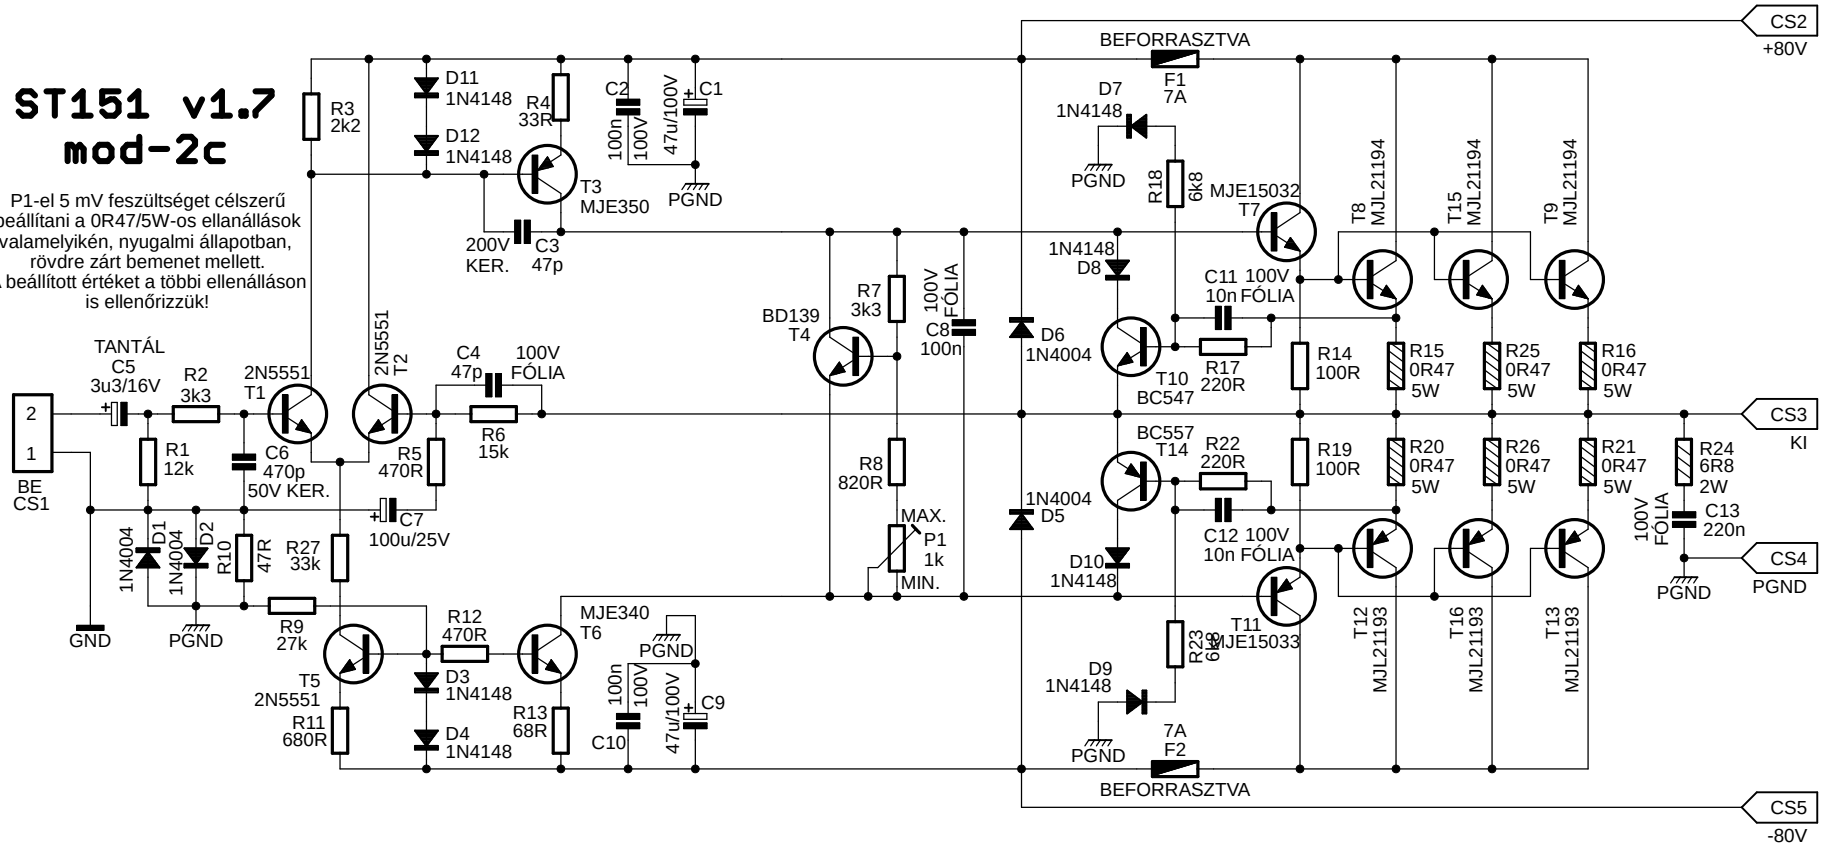 ST151 v1.7
mod-2c
P1-el 5 mV feszültséget célszerű
beállítani a 0R47/5W-os ellanállások
valamelyikén, nyugalmi állapotban,
rövdre zárt bemenet mellett.
beállított értéket a többi ellenálláson
is ellenőrizzük!
R3
2k2
D11
1N4148
D12
1N4148
R4
33R
C2
100n
100V
47u/100V
+
C1
PGND
T3
MJE350
200V
KER.
C3
47p
BEFORRASZTVA
F1
7A
CS2
+80V
D7
1N4148
PGND
R18
6k8
MJE15032
T7
T8
MJL21194
T15
MJL21194
T9
MJL21194
1N4148
D8
C11
100V
10n
FÓLIA
R7
3k3
100V
FÓLIA
C8
100n
BD139
T4
D6
1N4004
T10
BC547
R17
220R
R14
100R
R15
0R47
5W
R25
0R47
5W
R16
0R47
5W
TANTÁL
C5
3u3/16V
+
R2
3k3
2N5551
T1
2N5551
T2
C4
47p
100V
FÓLIA
2
1
BE
CS1
R1
12k
C6
470p
50V KER.
R5
470R
R6
15k
CS3
KI
BC557
T14
R22
220R
R19
100R
R20
0R47
5W
R26
0R47
5W
R21
0R47
5W
R24
6R8
2W
R8
820R
1N4004
D5
+
C7
100u/25V
MAX.
P1
1k
MIN.
C12
100V
10n
FÓLIA
100V
FÓLIA
C13
220n
1N4004
D1
1N4004
D2
R10
47R
R27
33k
D10
1N4148
CS4
PGND
PGND
GND
PGND
R9
27k
R12
470R
MJE340
T6
PGND
T11
MJE15033
R23
6k8
T12
MJL21193
T16
MJL21193
T13
MJL21193
T5
2N5551
R11
680R
D3
1N4148
D4
1N4148
R13
68R
100n
100V
C10
47u/100V
+
C9
D9
1N4148
PGND
7A
F2
BEFORRASZTVA
CS5
-80V